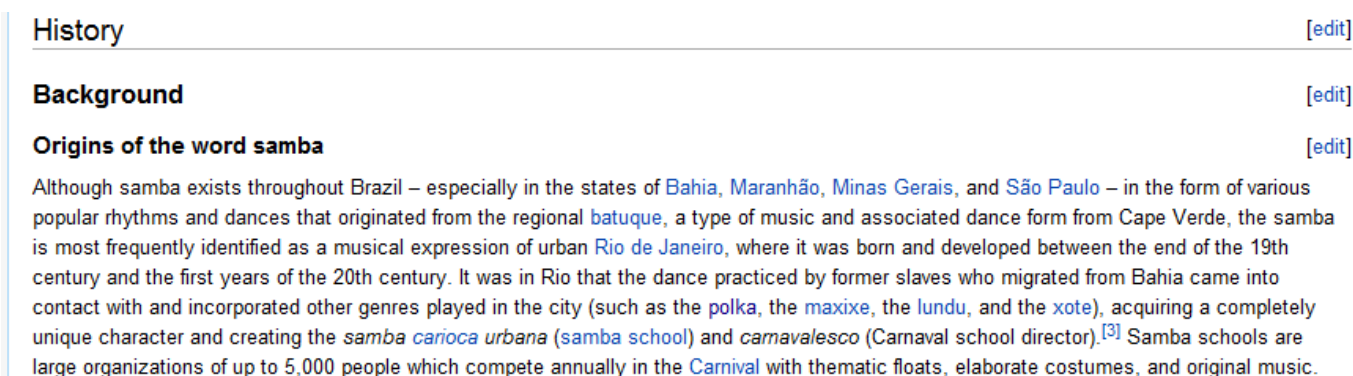 History [edit]
Background [edit]
Origins of the word samba [edit]
Although samba exists throughout Brazil – especially in the states of Bahia, Maranhão, Minas Gerais, and São Paulo – in the form of various
popular rhythms and dances that originated from the regional batuque, a type of music and associated dance form from Cape Verde, the samba
is most frequently identified as a musical expression of urban Rio de Janeiro, where it was born and developed between the end of the 19th
century and the first years of the 20th century. It was in Rio that the dance practiced by former slaves who migrated from Bahia came into
contact with and incorporated other genres played in the city (such as the polka, the maxixe, the lundu, and the xote), acquiring a completely
unique character and creating the samba carioca urbana (samba school) and carnavalesco (Carnaval school director).[3] Samba schools are
large organizations of up to 5,000 people which compete annually in the Carnival with thematic floats, elaborate costumes, and original music.